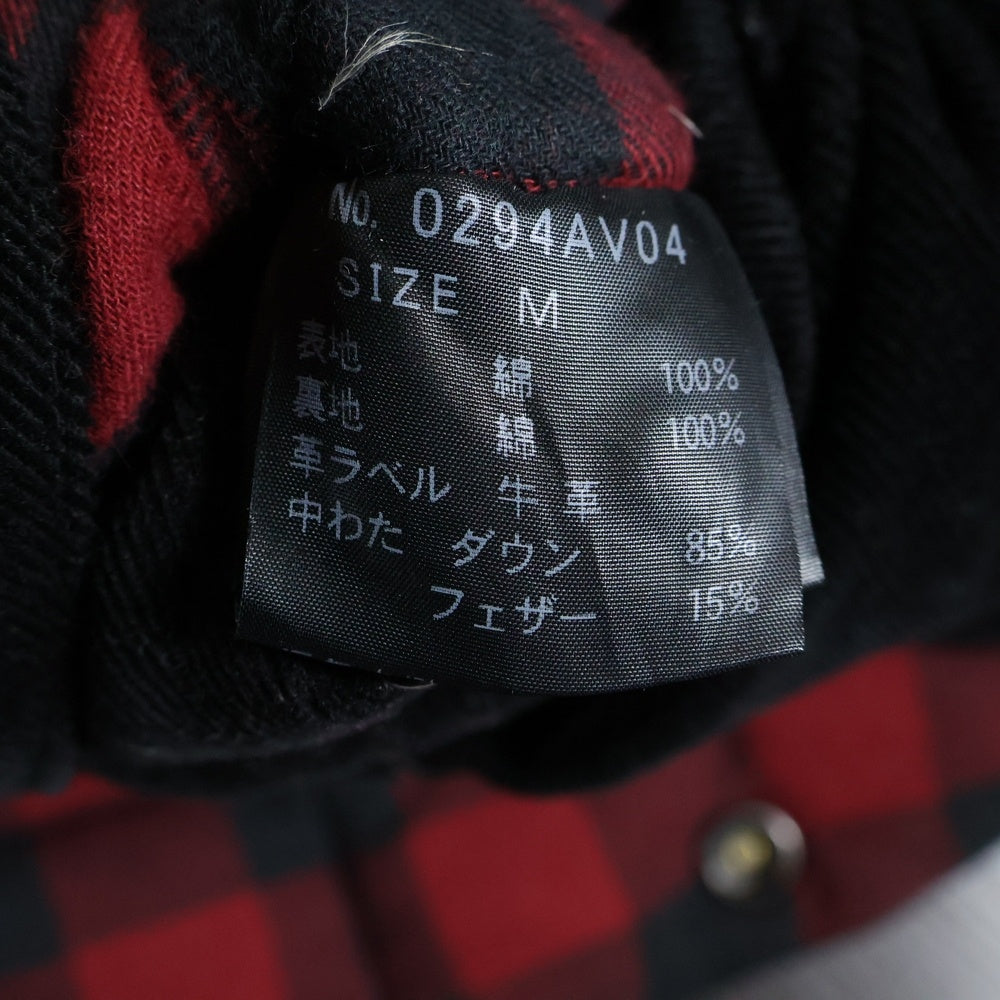 No. 0294AV04
SIZE M
表地 綿 100%
裏地 綿 100%
革ラベル 牛革
中わた ダウン 85%
フェザー 15%